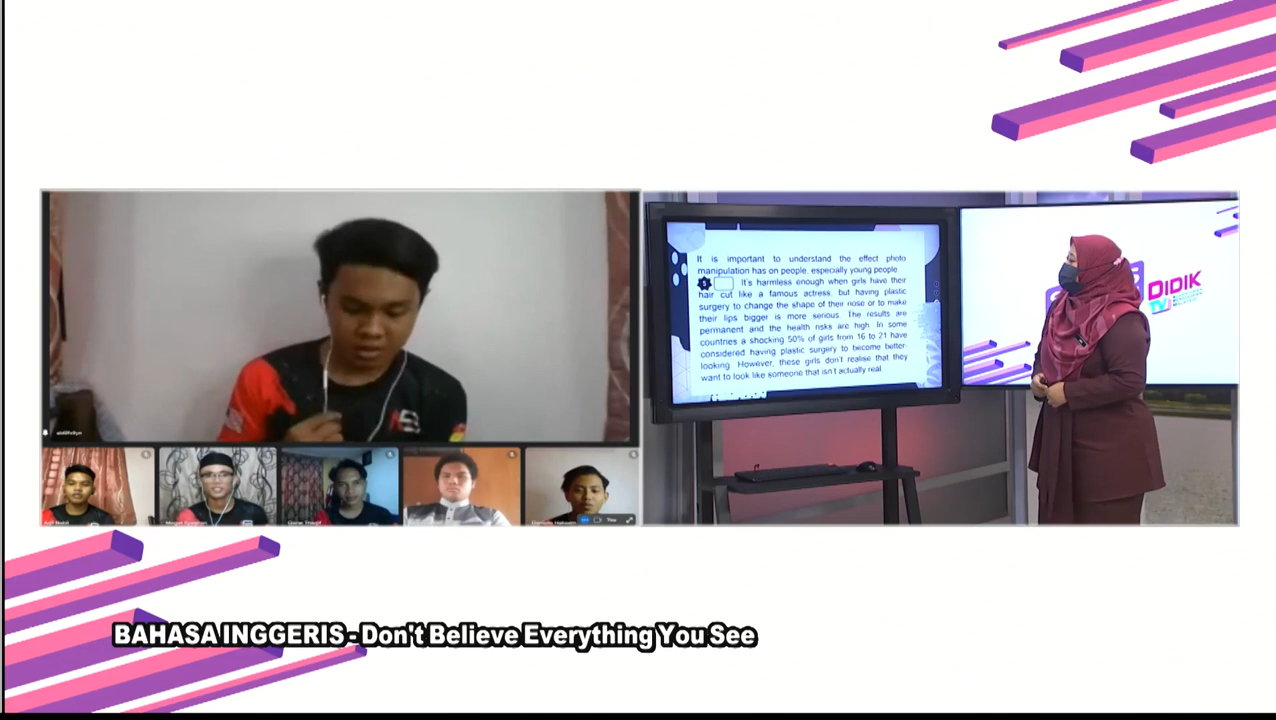 It is important to understand the effect photo
manipulation has on people, especially young people
It's harmless enough when girls have their
hair cut like a famous actress, but having plastic
surgery to change the shape of their nose or to make
their lips bigger is more serious. The results are
permanent and the health risks are high. In some
countries a shocking 50% of girls from 16 to 21 have
considered having plastic surgery to become better-
looking. However, these girls don't realise that they
want to look like someone that isn't actually real.
DIDIK
TV
BAHASA INGGERIS - Don't Believe Everything You See